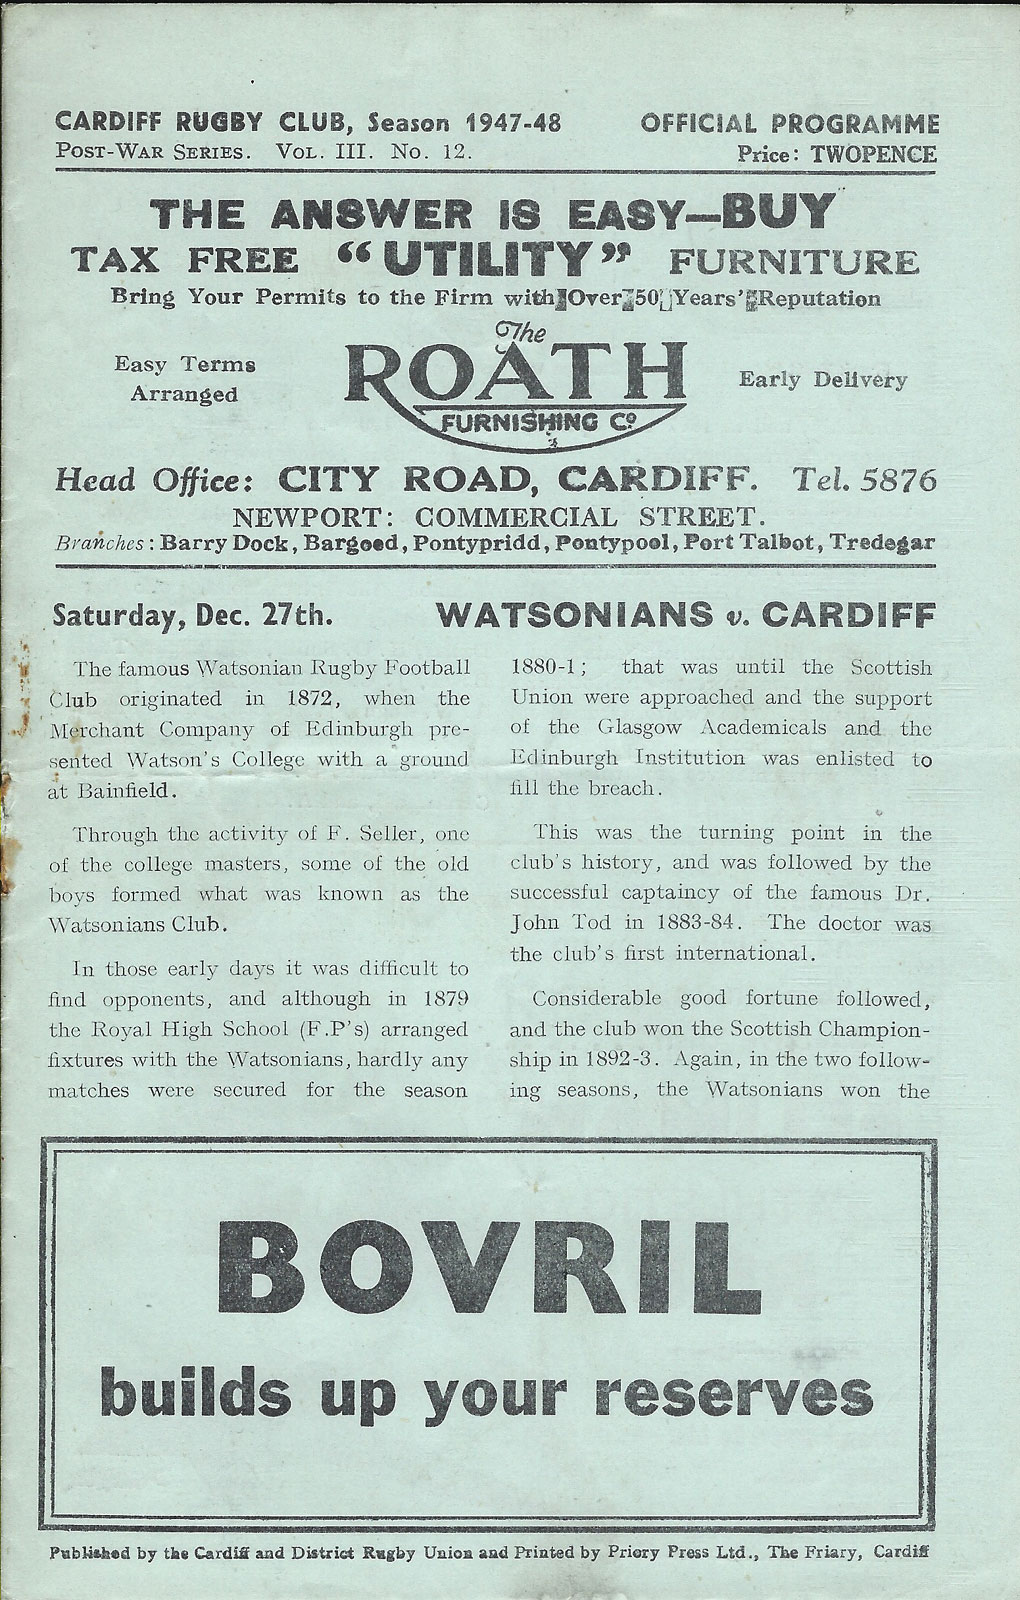 CARDIFF RUGBY CLUB, Season 1947-48
OFFICIAL PROGRAMME
POST-WAR SERIES. VOL. III. No. 12.
Price: TWOPENCE
THE ANSWER IS EASY—BUY
TAX FREE "UTILITY" FURNITURE
Bring Your Permits to the Firm with Over 50 Years' Reputation
Easy Terms
Arranged
The
ROATH
FURNISHING Co.
Early Delivery
Head Office: CITY ROAD, CARDIFF. Tel. 5876
NEWPORT: COMMERCIAL STREET.
Branches: Barry Dock, Bargoed, Pontypridd, Pontypool, Port Talbot, Tredegar
Saturday, Dec. 27th. WATSONIANS v. CARDIFF
The famous Watsonian Rugby Football
Club originated in 1872, when the
Merchant Company of Edinburgh pre-
sented Watson's College with a ground
at Bainfield.
Through the activity of F. Seller, one
of the college masters, some of the old
boys formed what was known as the
Watsonians Club.
In those early days it was difficult to
find opponents, and although in 1879
the Royal High School (F.P's) arranged
fixtures with the Watsonians, hardly any
matches were secured for the season
1880-1; that was until the Scottish
Union were approached and the support
of the Glasgow Academicals and the
Edinburgh Institution was enlisted to
fill the breach.
This was the turning point in the
club's history, and was followed by the
successful captaincy of the famous Dr.
John Tod in 1883-84. The doctor was
the club's first international.
Considerable good fortune followed,
and the club won the Scottish Champion-
ship in 1892-3. Again, in the two follow-
ing seasons, the Watsonians won the
BOVRIL
builds up your reserves
Published by the Cardiff and District Rugby Union and Printed by Priory Press Ltd., The Friary, Cardiff